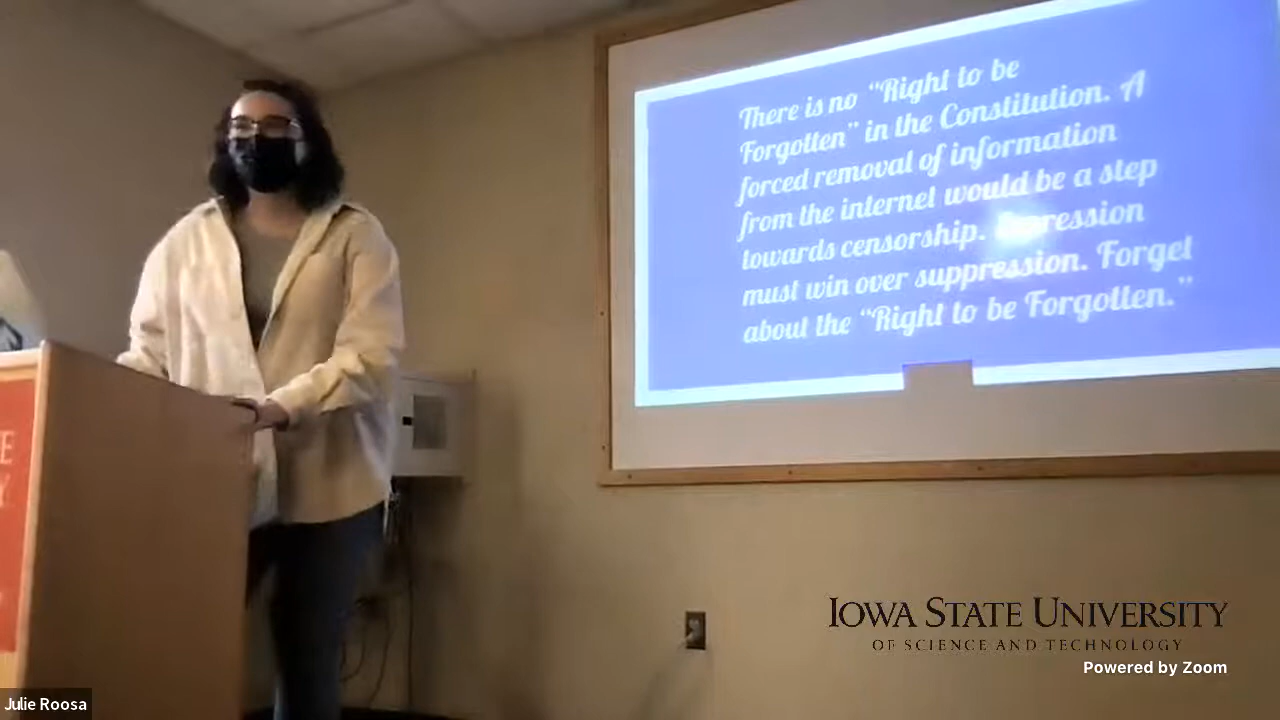 There is no “Right to be
Forgotten” in the Constitution. A
forced removal of information
from the internet would be a step
towards censorship. Expression
must win over suppression. Forget
about the “Right to be Forgotten.”
E
Y
IOWA STATE UNIVERSITY
OF SCIENCE AND TECHNOLOGY
Powered by Zoom
Julie Roosa